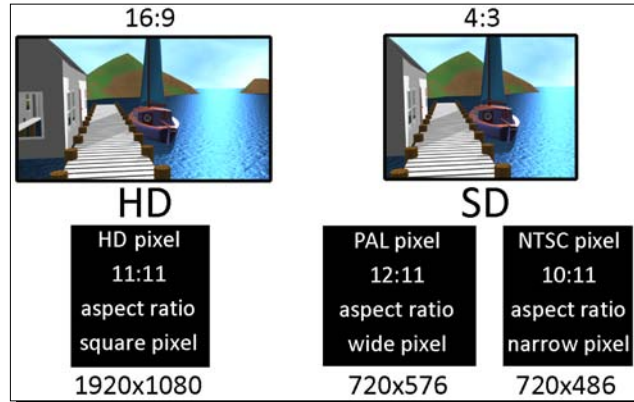 16:9
4:3
HD
SD
HD pixel
11:11
aspect ratio
square pixel
1920x1080
PAL pixel
12:11
aspect ratio
wide pixel
720x576
NTSC pixel
10:11
aspect ratio
narrow pixel
720x486